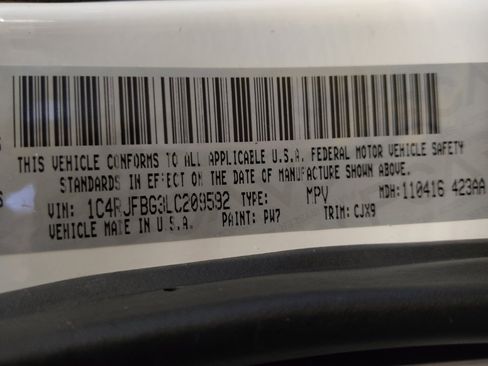 THIS VEHICLE CONFORMS TO ALL APPLICABLE U.S.A. FEDERAL MOTOR VEHICLE SAFETY
STANDARDS IN EFFECT ON THE DATE OF MANUFACTURE SHOWN ABOVE.
VIN: 1C4RJFBG3LC209592 TYPE: MPV MDH: 110416 423AA
VEHICLE MADE IN U.S.A. PAINT: PW7 TRIM: CJX9